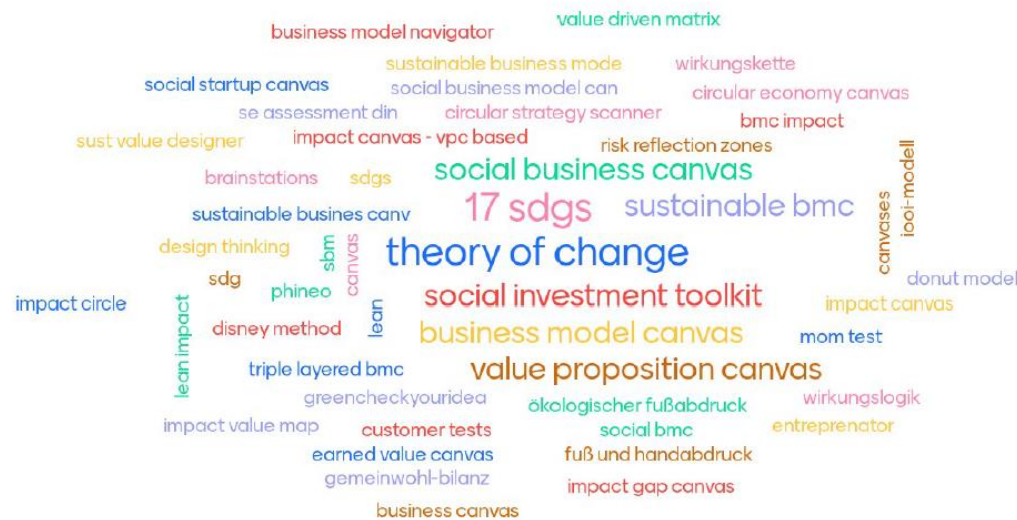 value driven matrix
business model navigator
sustainable business mode
wirkungskette
social startup canvas
social business model can
circular economy canvas
se assessment din
circular strategy scanner
bmc impact
sust value designer
impact canvas - vpc based
risk reflection zones
social business canvas
iooi-modell
brainstations
sdgs
17 sdgs
sustainable bmc
canvases
sustainable busines canv
design thinking
sbm
canvas
theory of change
sdg
donut model
phineo
social investment toolkit
impact circle
impact canvas
lean impact
disney method
lean
business model canvas
mom test
triple layered bmc
value proposition canvas
greencheckyouridea
ökologischer fußabdruck
wirkungslogik
impact value map
customer tests
social bmc
entreprenator
earned value canvas
fuß und handabdruck
gemeinwohl-bilanz
impact gap canvas
business canvas